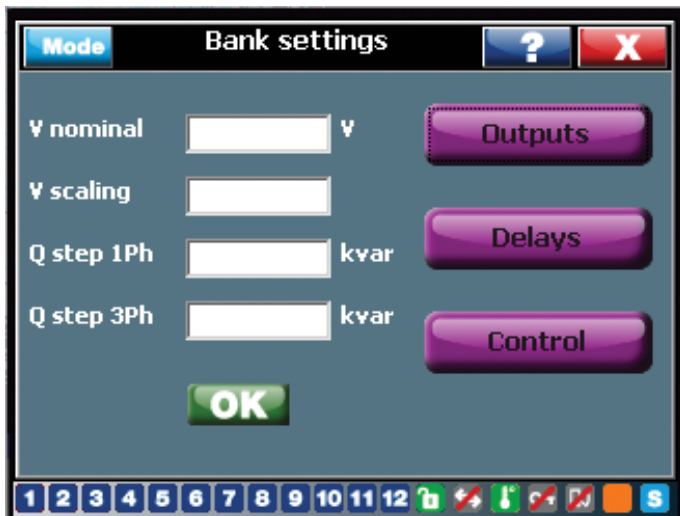 Mode Bank settings ? X
V nominal V Outputs
V scaling
Q step 1Ph kvar Delays
Q step 3Ph kvar Control
OK
1 2 3 4 5 6 7 8 9 10 11 12 S